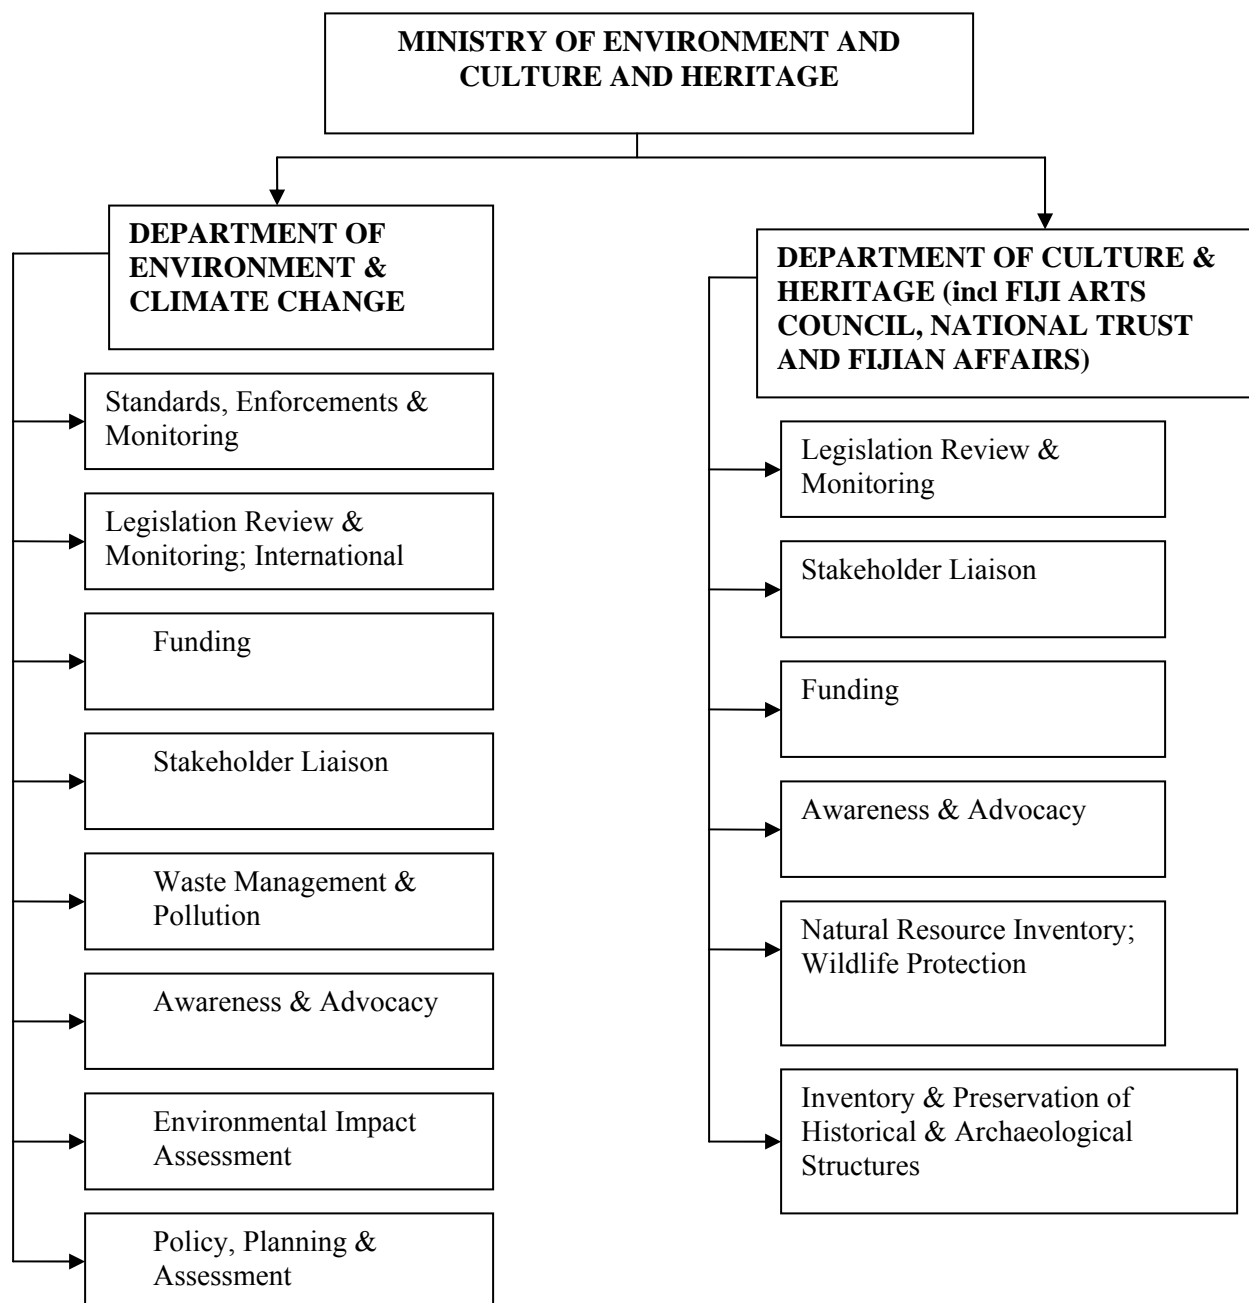 MINISTRY OF ENVIRONMENT AND
CULTURE AND HERITAGE
DEPARTMENT OF
ENVIRONMENT &
CLIMATE CHANGE
Standards, Enforcements &
Monitoring
Legislation Review &
Monitoring; International
Funding
Stakeholder Liaison
Waste Management &
Pollution
Awareness & Advocacy
Environmental Impact
Assessment
Policy, Planning &
Assessment
DEPARTMENT OF CULTURE &
HERITAGE (incl FIJI ARTS
COUNCIL, NATIONAL TRUST
AND FIJIAN AFFAIRS)
Legislation Review &
Monitoring
Stakeholder Liaison
Funding
Awareness & Advocacy
Natural Resource Inventory;
Wildlife Protection
Inventory & Preservation of
Historical & Archaeological
Structures